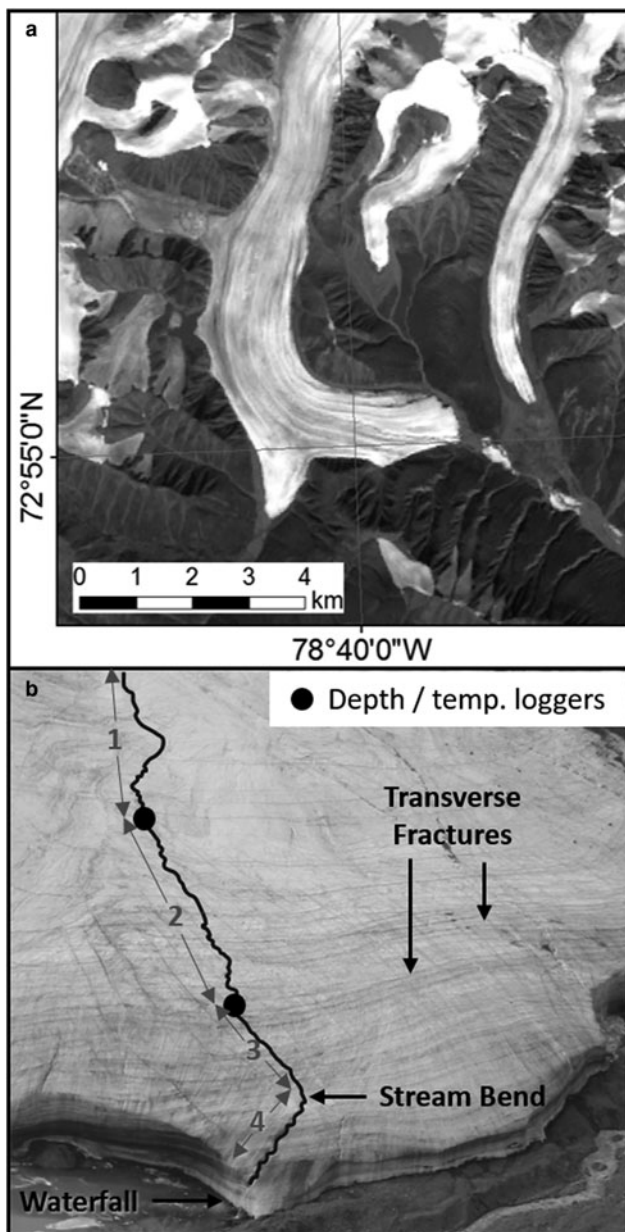 a
72°55'0"N
0 1 2 3 4
km
78°40'0"W
b
Depth / temp. loggers
1
Transverse
Fractures
2
3
Stream Bend
4
Waterfall